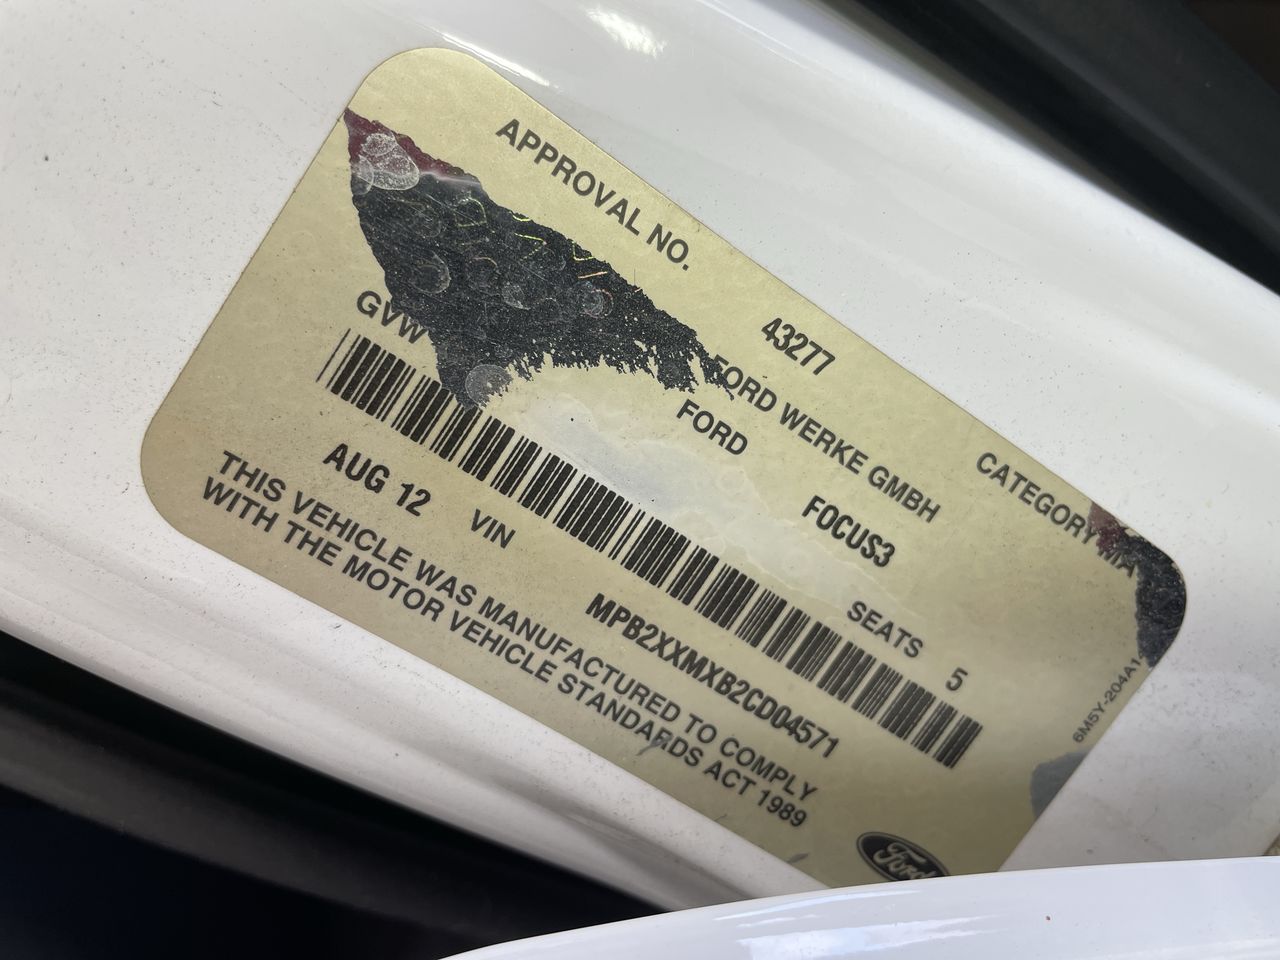 APPROVAL NO. 43277 CATEGORY MA
FORD WERKE GMBH
FORD FOCUS3
GVW SEATS 5
AUG 12 VIN MPB2XXMXB2CD04571
THIS VEHICLE WAS MANUFACTURED TO COMPLY
WITH THE MOTOR VEHICLE STANDARDS ACT 1989
6M5Y-204A1
Ford